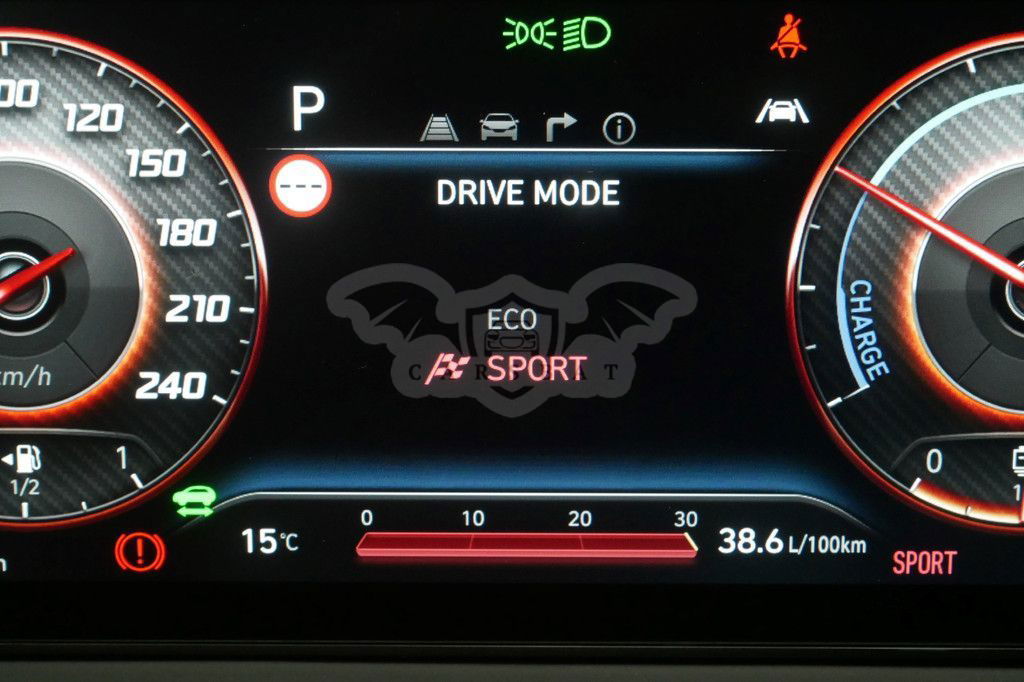 P
120
150
180
210
240
km/h
1/2
1
DRIVE MODE
ECO
SPORT
CHARGE
0
0 10 20 30
15°C
38.6 L/100km
SPORT